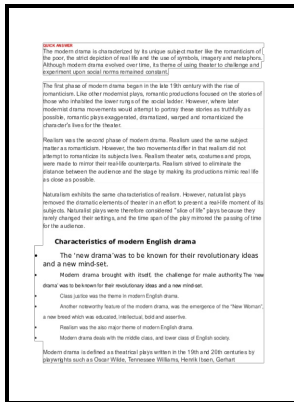 QUICK ANSWER
The modern drama is characterized by its unique subject matter like the romanticism of
the poor, the strict depiction of real life and the use of symbols, imagery and metaphors.
Although modern drama evolved over time, its theme of using theater to challenge and
experiment upon social norms remained constant.
The first phase of modern drama began in the late 19th century with the rise of
romanticism. Like other modernist plays, romantic productions focused on the stories of
those who inhabited the lower rungs of the social ladder. However, where later
modernist drama movements would attempt to portray these stories as truthfully as
possible, romantic plays exaggerated, dramatized, warped and romanticized the
character's lives for the theater.
Realism was the second phase of modern drama. Realism used the same subject
matter as romanticism. However, the two movements differ in that realism did not
attempt to romanticize its subjects lives. Realism theater sets, costumes and props,
were made to mirror their real-life counterparts. Realism strived to eliminate the
distance between the audience and the stage by making its productions mimic real life
as close as possible.
Naturalism exhibits the same characteristics of realism. However, naturalist plays
removed the dramatic elements of theater in an effort to present a real-life moment of its
subjects. Naturalist plays were therefore considered "slice of life" plays because they
rarely changed their settings, and the time span of the play mirrored the passing of time
for the audience.
Characteristics of modern English drama
• The 'new drama'was to be known for their revolutionary ideas
and a new mind-set.
• Modern drama brought with itself, the challenge for male authority.The 'new
drama' was to be known for their revolutionary ideas and a new mind-set.
• Class justice was the theme in modern English drama.
• Another noteworthy feature of the modern drama, was the emergence of the "New Woman",
a new breed which was educated, intellectual, bold and assertive.
• Realism was the also major theme of modern English drama.
• Modern drama deals with the middle class, and lower class of English society.
Modern drama is defined as theatrical plays written in the 19th and 20th centuries by
playwrights such as Oscar Wilde, Tennessee Williams, Henrik Ibsen, Gerhart